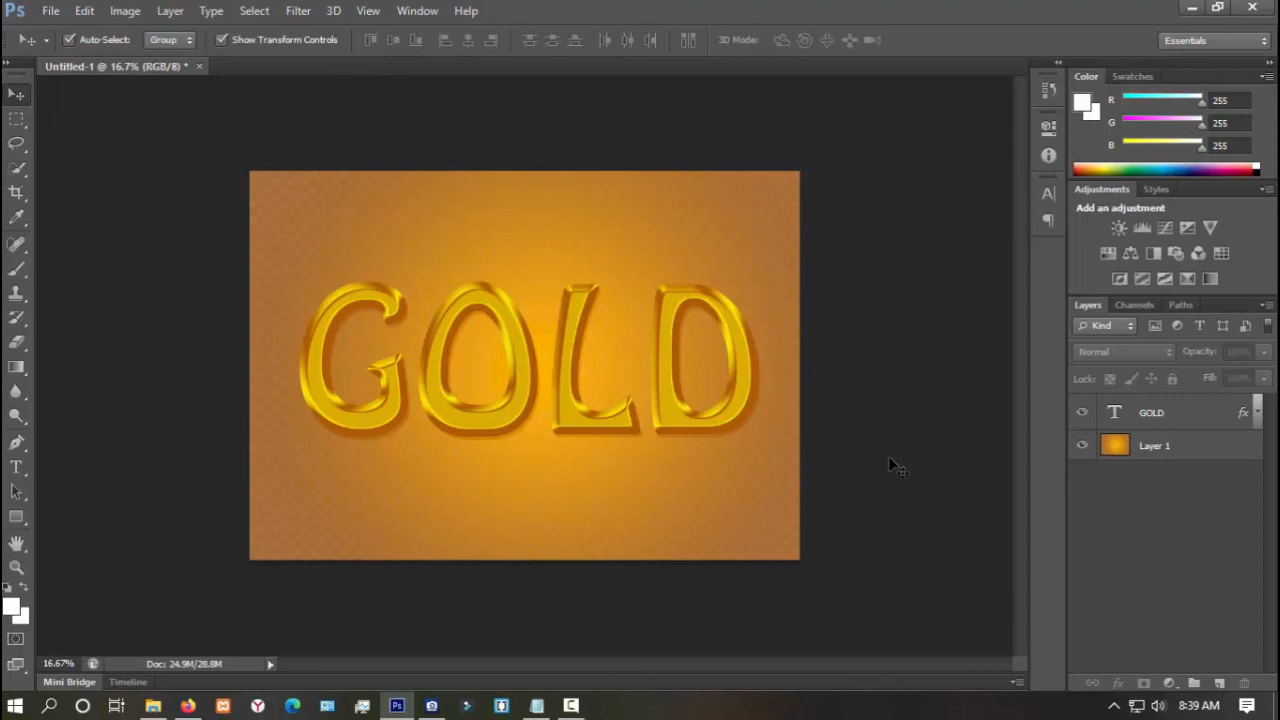 Ps File Edit Image Layer Type Select Filter 3D View Window Help
Auto-Select: Group Show Transform Controls 3D Mode: Essentials
Untitled-1 @ 16.7% (RGB/8) *
Color Swatches
R 255
G 255
B 255
Adjustments Styles
Add an adjustment
Layers Channels Paths
Kind
Normal Opacity: 100%
Lock: Fill: 100%
GOLD fx
Layer 1
GOLD
16.67% Doc: 24.9M/28.8M
Mini Bridge Timeline
8:39 AM